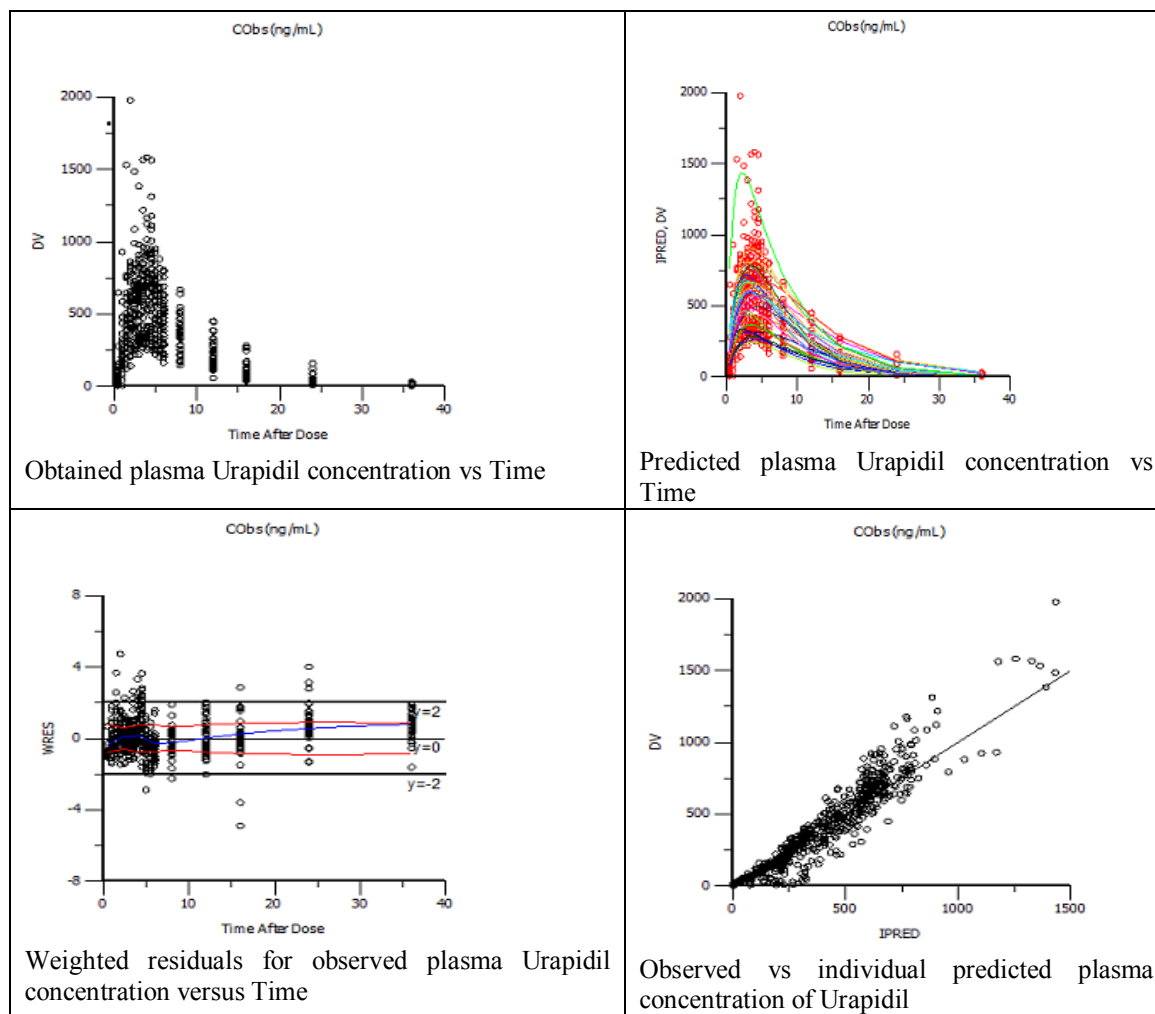 CObs(ng/mL)
DV
2000
1500
1000
500
0
0
10
20
30
40
Time After Dose
Obtained plasma Urapidil concentration vs Time
CObs(ng/mL)
IPRED, DV
2000
1500
1000
500
0
0
10
20
30
40
Time After Dose
Predicted plasma Urapidil concentration vs
Time
CObs(ng/mL)
WRES
8
4
0
-4
-8
y=2
y=0
y=-2
0
10
20
30
40
Time After Dose
Weighted residuals for observed plasma Urapidil
concentration versus Time
CObs(ng/mL)
DV
2000
1500
1000
500
0
0
500
1000
1500
IPRED
Observed vs individual predicted plasma
concentration of Urapidil